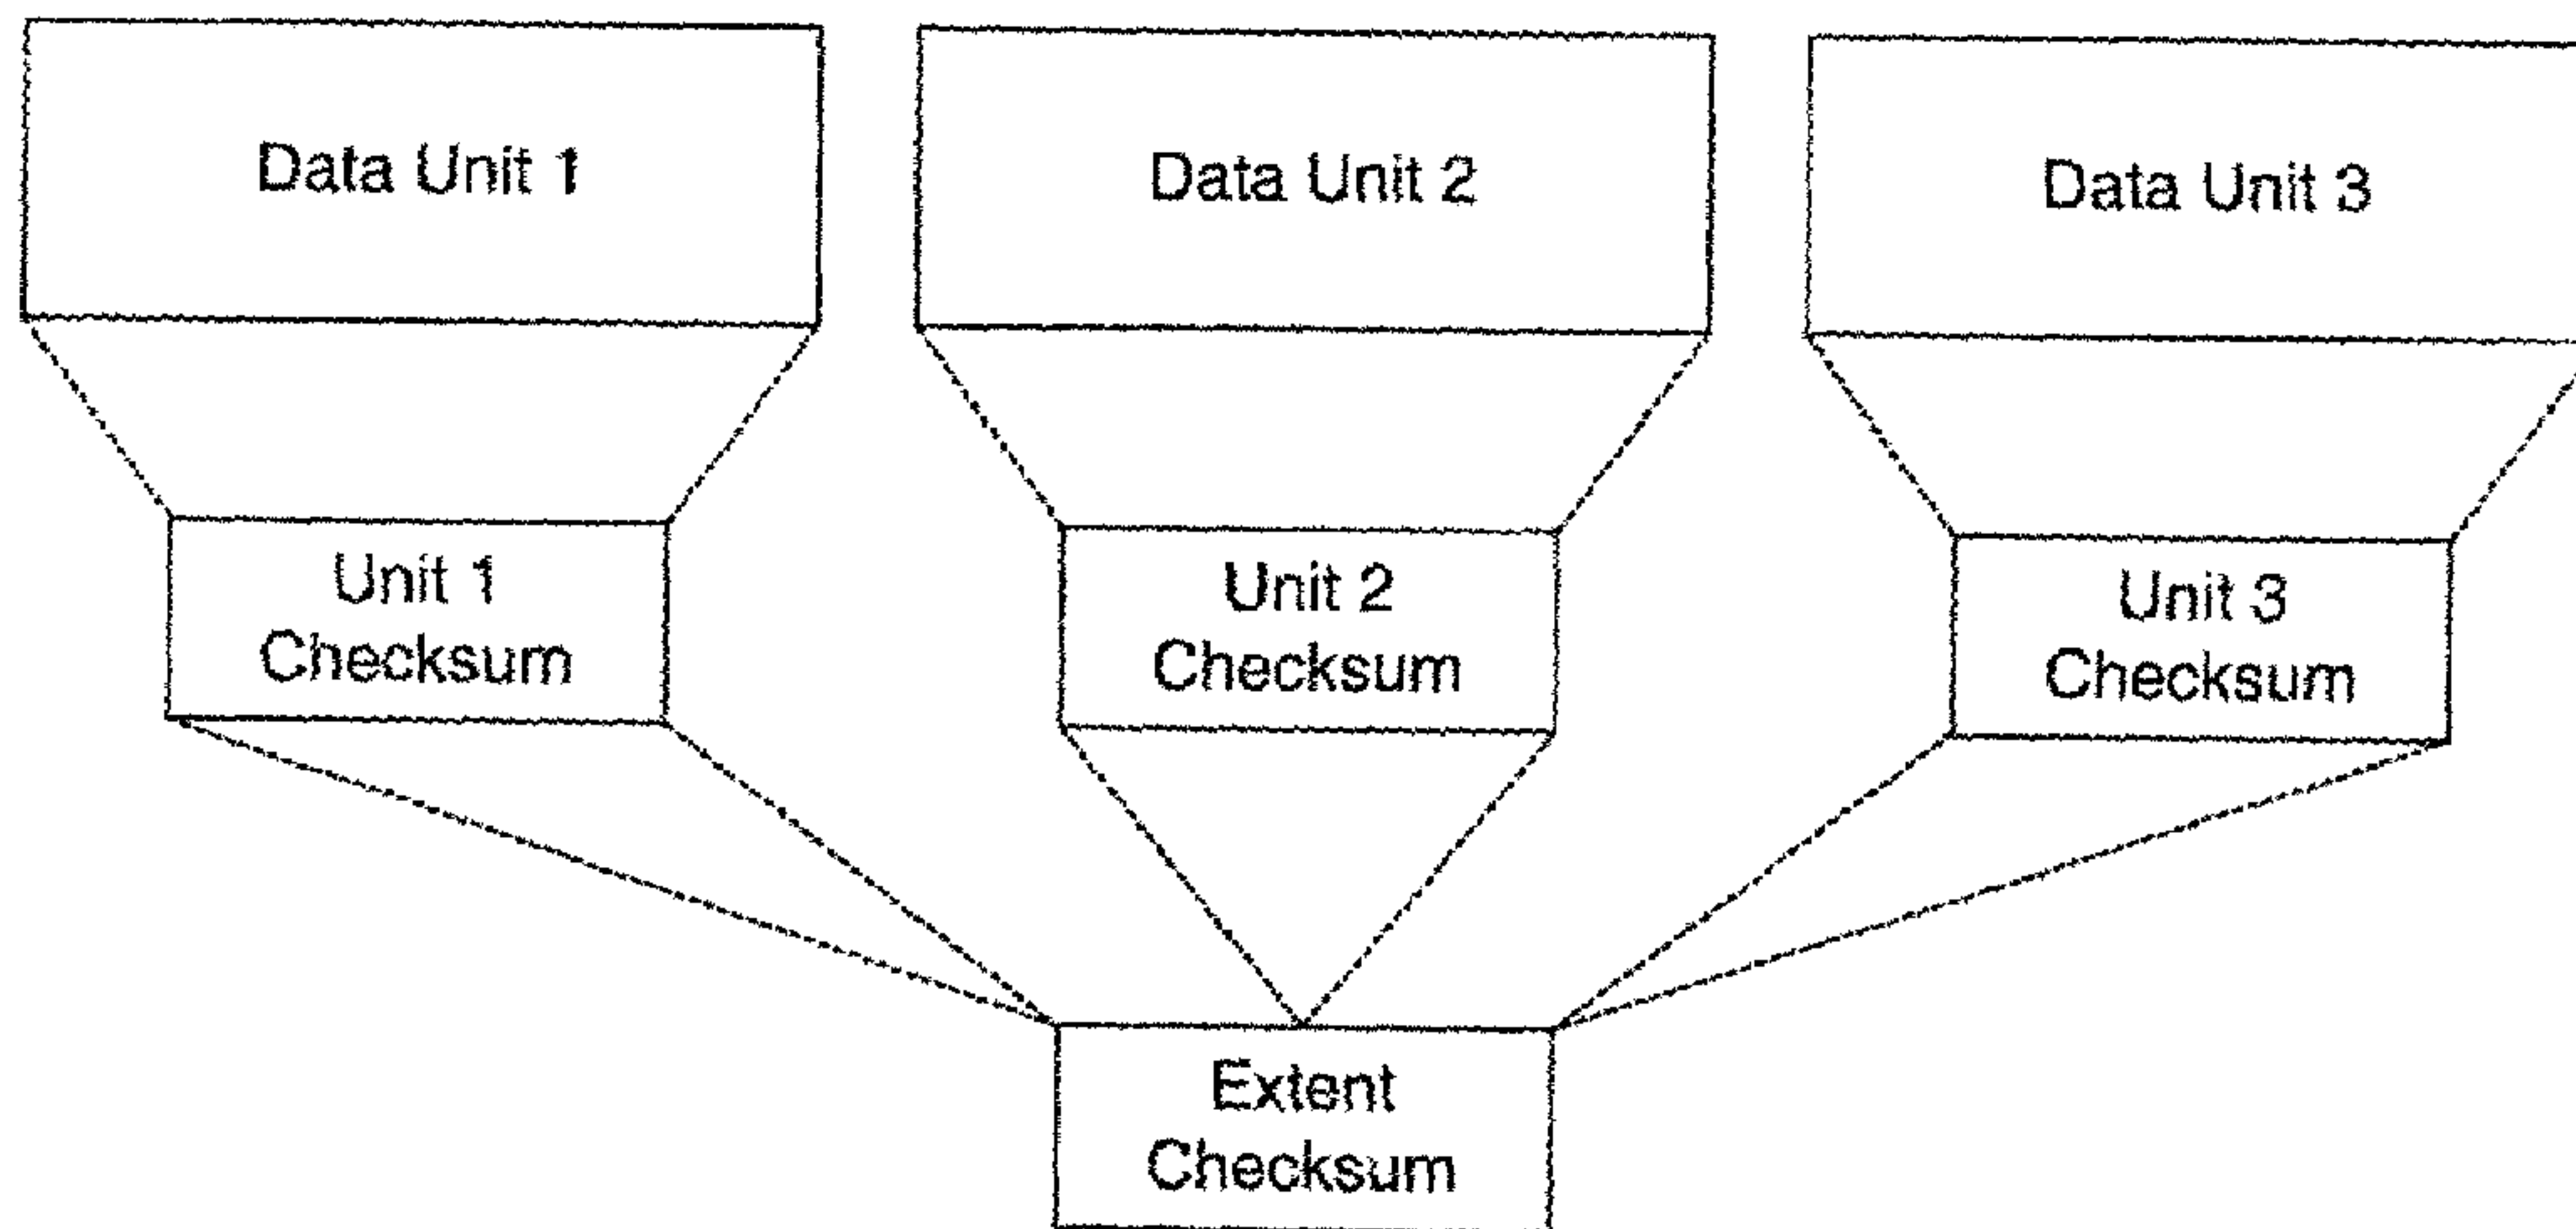 Data Unit 1
Data Unit 2
Data Unit 3
Unit 1
Checksum
Unit 2
Checksum
Unit 3
Checksum
Extent
Checksum